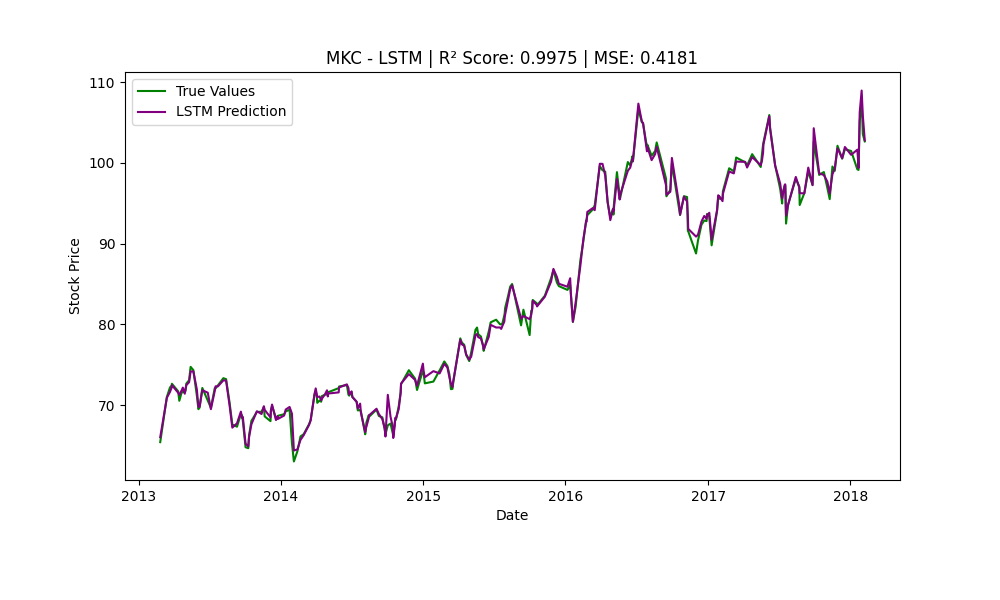 MKC - LSTM | R² Score: 0.9975 | MSE: 0.4181
True Values
LSTM Prediction
Stock Price
110
100
90
80
70
2013
2014
2015
2016
2017
2018
Date